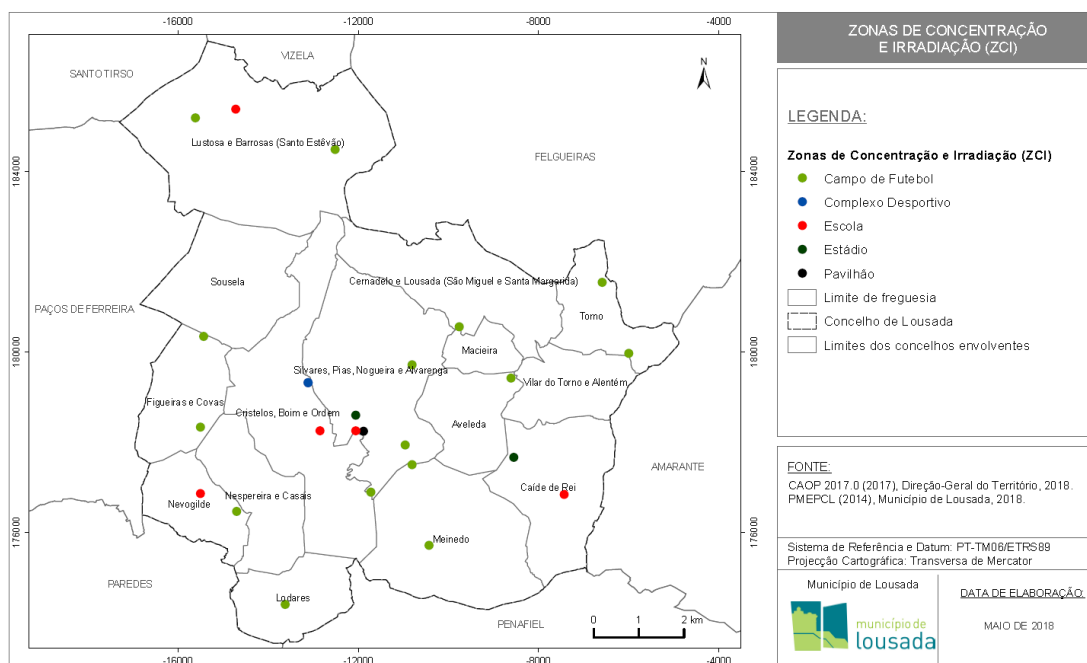 -16000
-12000
-8000
-4000
184000
180000
176000
184000
180000
176000
-16000
-12000
-8000
-4000
SANTO TIRSO
VIZELA
N
FELGUEIRAS
Lustosa e Barrosas (Santo Estêvão)
Sousela
Cernadelo e Lousada (São Miguel e Santa Margarida)
PAÇOS DE FERREIRA
Torno
Macieira
Silvares, Pias, Nogueira e Alvarenga
Vilar do Torno e Alentém
Figueiras e Covas
Cristelos, Boim e Ordem
Aveleda
AMARANTE
Caíde de Rei
Nespereira e Casais
Nevogilde
Meinedo
PAREDES
Lodares
PENAFIEL
0 1 2 km
ZONAS DE CONCENTRAÇÃO
E IRRADIAÇÃO (ZCI)
LEGENDA:
Zonas de Concentração e Irradiação (ZCI)
Campo de Futebol
Complexo Desportivo
Escola
Estádio
Pavilhão
Limite de freguesia
Concelho de Lousada
Limites dos concelhos envolventes
FONTE:
CAOP 2017.0 (2017), Direção-Geral do Território, 2018.
PMEPCL (2014), Município de Lousada, 2018.
Sistema de Referência e Datum: PT-TM06/ETRS89
Projecção Cartográfica: Transversa de Mercator
Município de Lousada
município de
lousada
DATA DE ELABORAÇÃO:
MAIO DE 2018